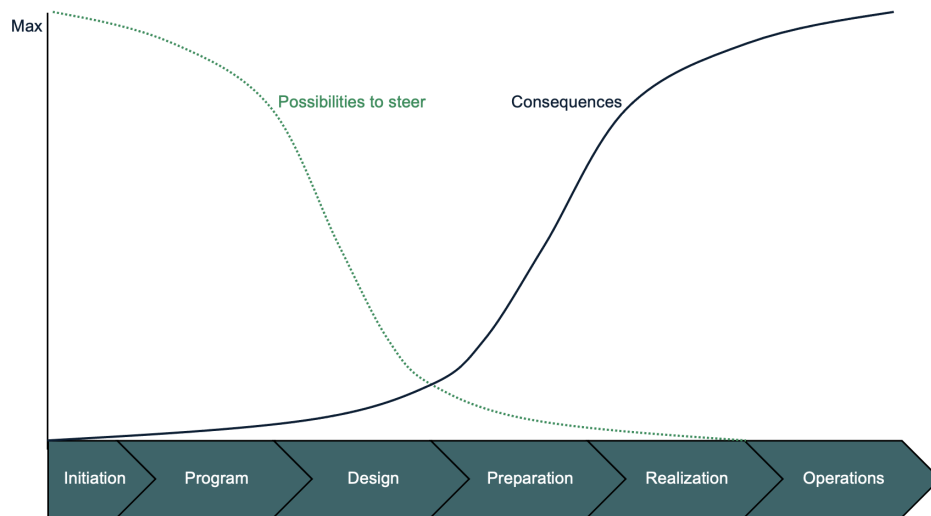 Max
Possibilities to steer
Consequences
Initiation
Program
Design
Preparation
Realization
Operations